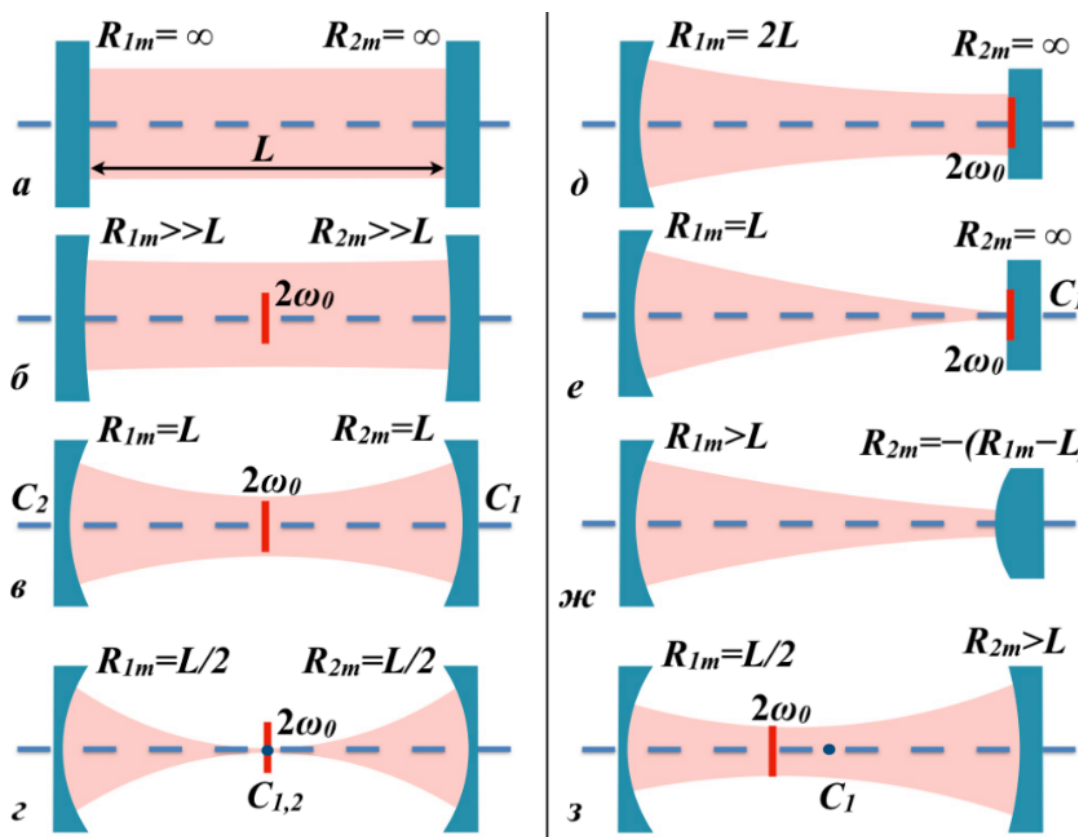 R1m= ∞ R2m= ∞
L
а
R1m>>L R2m>>L
2ω0
б
R1m=L R2m=L
2ω0
C2 C1
в
R1m=L/2 R2m=L/2
2ω0
C1,2
г
R1m= 2L R2m= ∞
2ω0
д
R1m=L R2m= ∞
C1
2ω0
е
R1m>L R2m=−(R1m−L)
ж
R1m=L/2 R2m>L
2ω0
C1
з